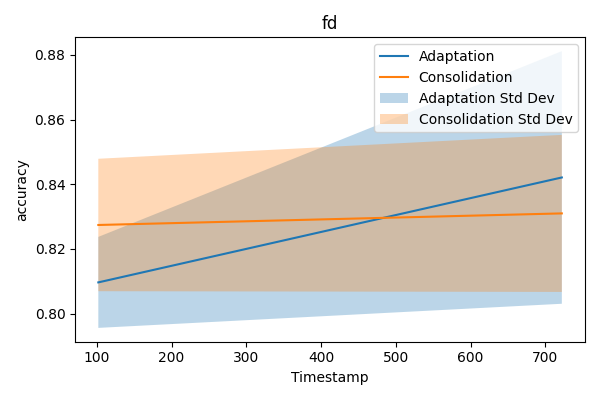 fd
Adaptation
Consolidation
Adaptation Std Dev
Consolidation Std Dev
accuracy
0.88
0.86
0.84
0.82
0.80
100 200 300 400 500 600 700
Timestamp